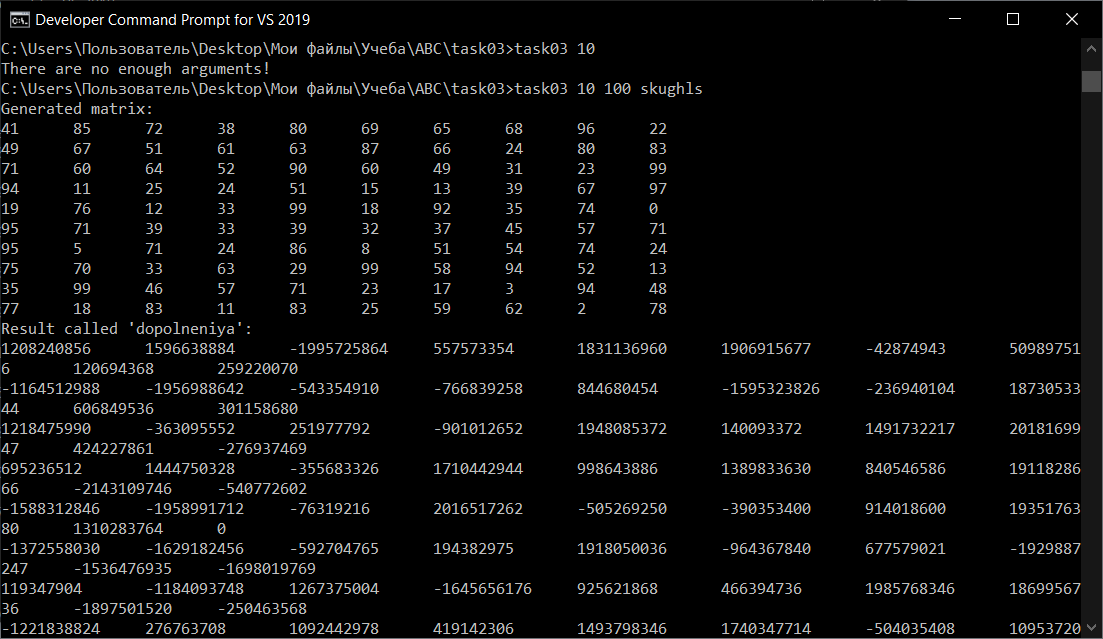 Developer Command Prompt for VS 2019
C:\Users\Пользователь\Desktop\Мои файлы\Учеба\АВС\task03>task03 10
There are no enough arguments!
C:\Users\Пользователь\Desktop\Мои файлы\Учеба\АВС\task03>task03 10 100 skughls
Generated matrix:
41 85 72 38 80 69 65 68 96 22
49 67 51 61 63 87 66 24 80 83
71 60 64 52 90 60 49 31 23 99
94 11 25 24 51 15 13 39 67 97
19 76 12 33 99 18 92 35 74 0
95 71 39 33 39 32 37 45 57 71
95 5 71 24 86 8 51 54 74 24
75 70 33 63 29 99 58 94 52 13
35 99 46 57 71 23 17 3 94 48
77 18 83 11 83 25 59 62 2 78
Result called 'dopolneniya':
1208240856 1596638884 -1995725864 557573354 1831136960 1906915677 -42874943 50989751
6 120694368 259220070
-1164512988 -1956988642 -543354910 -766839258 844680454 -1595323826 -236940104 18730533
44 606849536 301158680
1218475990 -363095552 251977792 -901012652 1948085372 140093372 1491732217 20181699
47 424227861 -276937469
695236512 1444750328 -355683326 1710442944 998643886 1389833630 840546586 19118286
66 -2143109746 -540772602
-1588312846 -1958991712 -76319216 2016517262 -505269250 -390353400 914018600 19351763
80 1310283764 0
-1372558030 -1629182456 -592704765 194382975 1918050036 -964367840 677579021 -1929887
247 -1536476935 -1698019769
119347904 -1184093748 1267375004 -1645656176 925621868 466394736 1985768346 18699567
36 -1897501520 -250463568
-1221838824 276763708 1092442978 419142306 1493798346 1740347714 -504035408 10953720